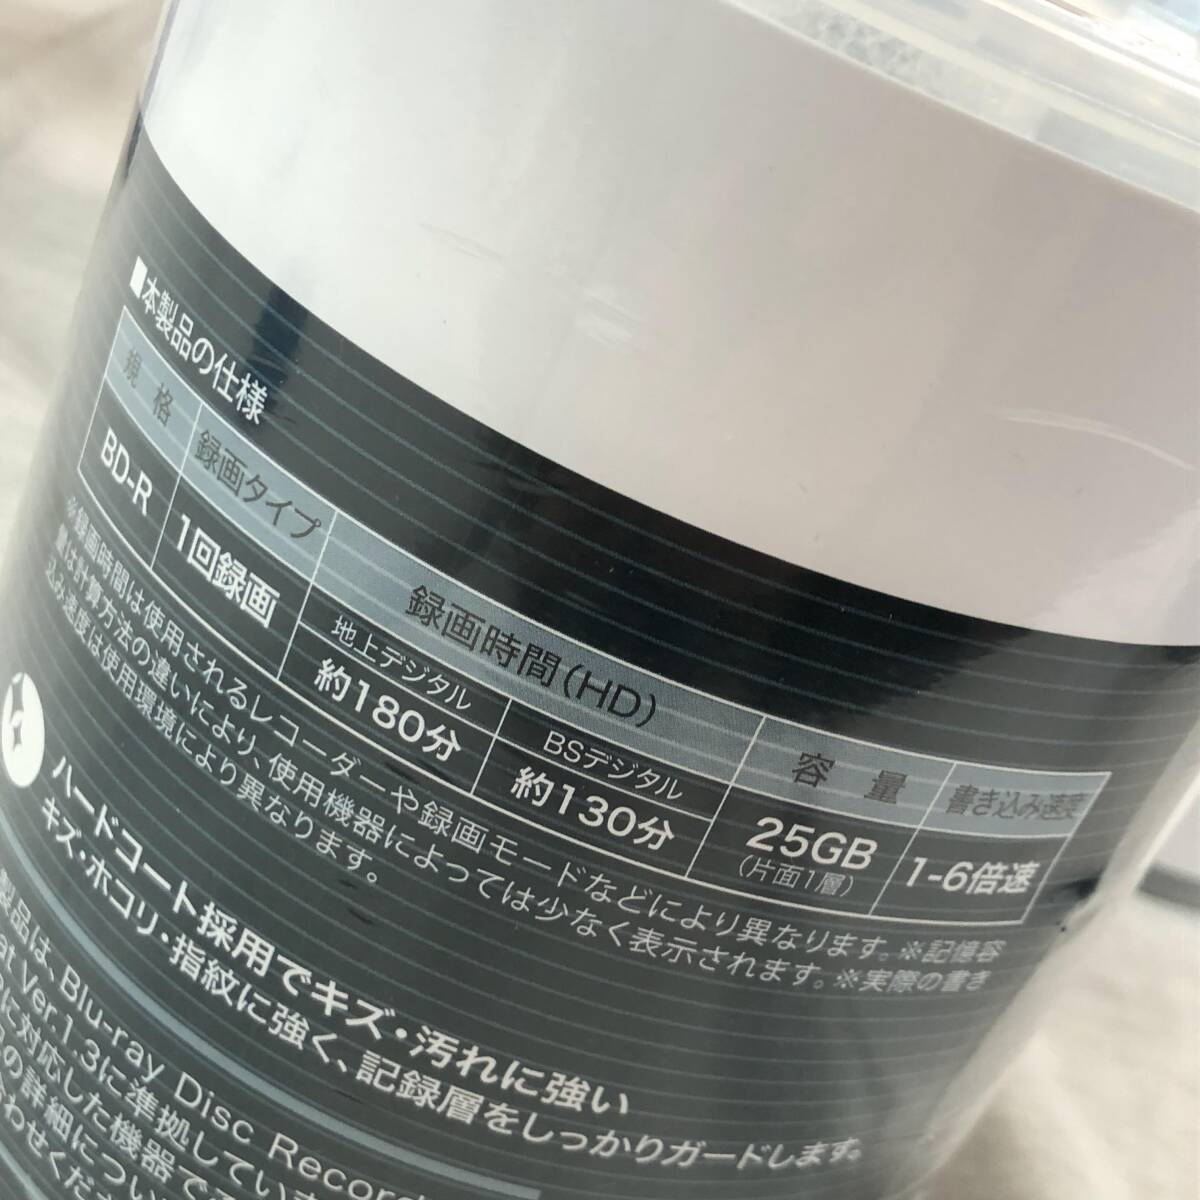 ■本製品の仕様
規格 録画タイプ 録画時間(HD) 容量 書き込み速度
地上デジタル BSデジタル
BD-R 1回録画 約180分 約130分 25GB 1-6倍速
(片面1層)
※録画時間は使用されるレコーダーや録画モードなどにより異なります。※記憶容
量は計算方法の違いにより、使用機器によっては少なく表示されます。※実際の書き
込み速度は使用環境により異なります。
ハードコート採用でキズ・汚れに強い
キズ・ホコリ・指紋に強く、記録層をしっかりガードします。
製品は、Blu-ray Disc Record
at Ver.1.3に準拠していま
に対応した機器で
の詳細につい
わせくだ